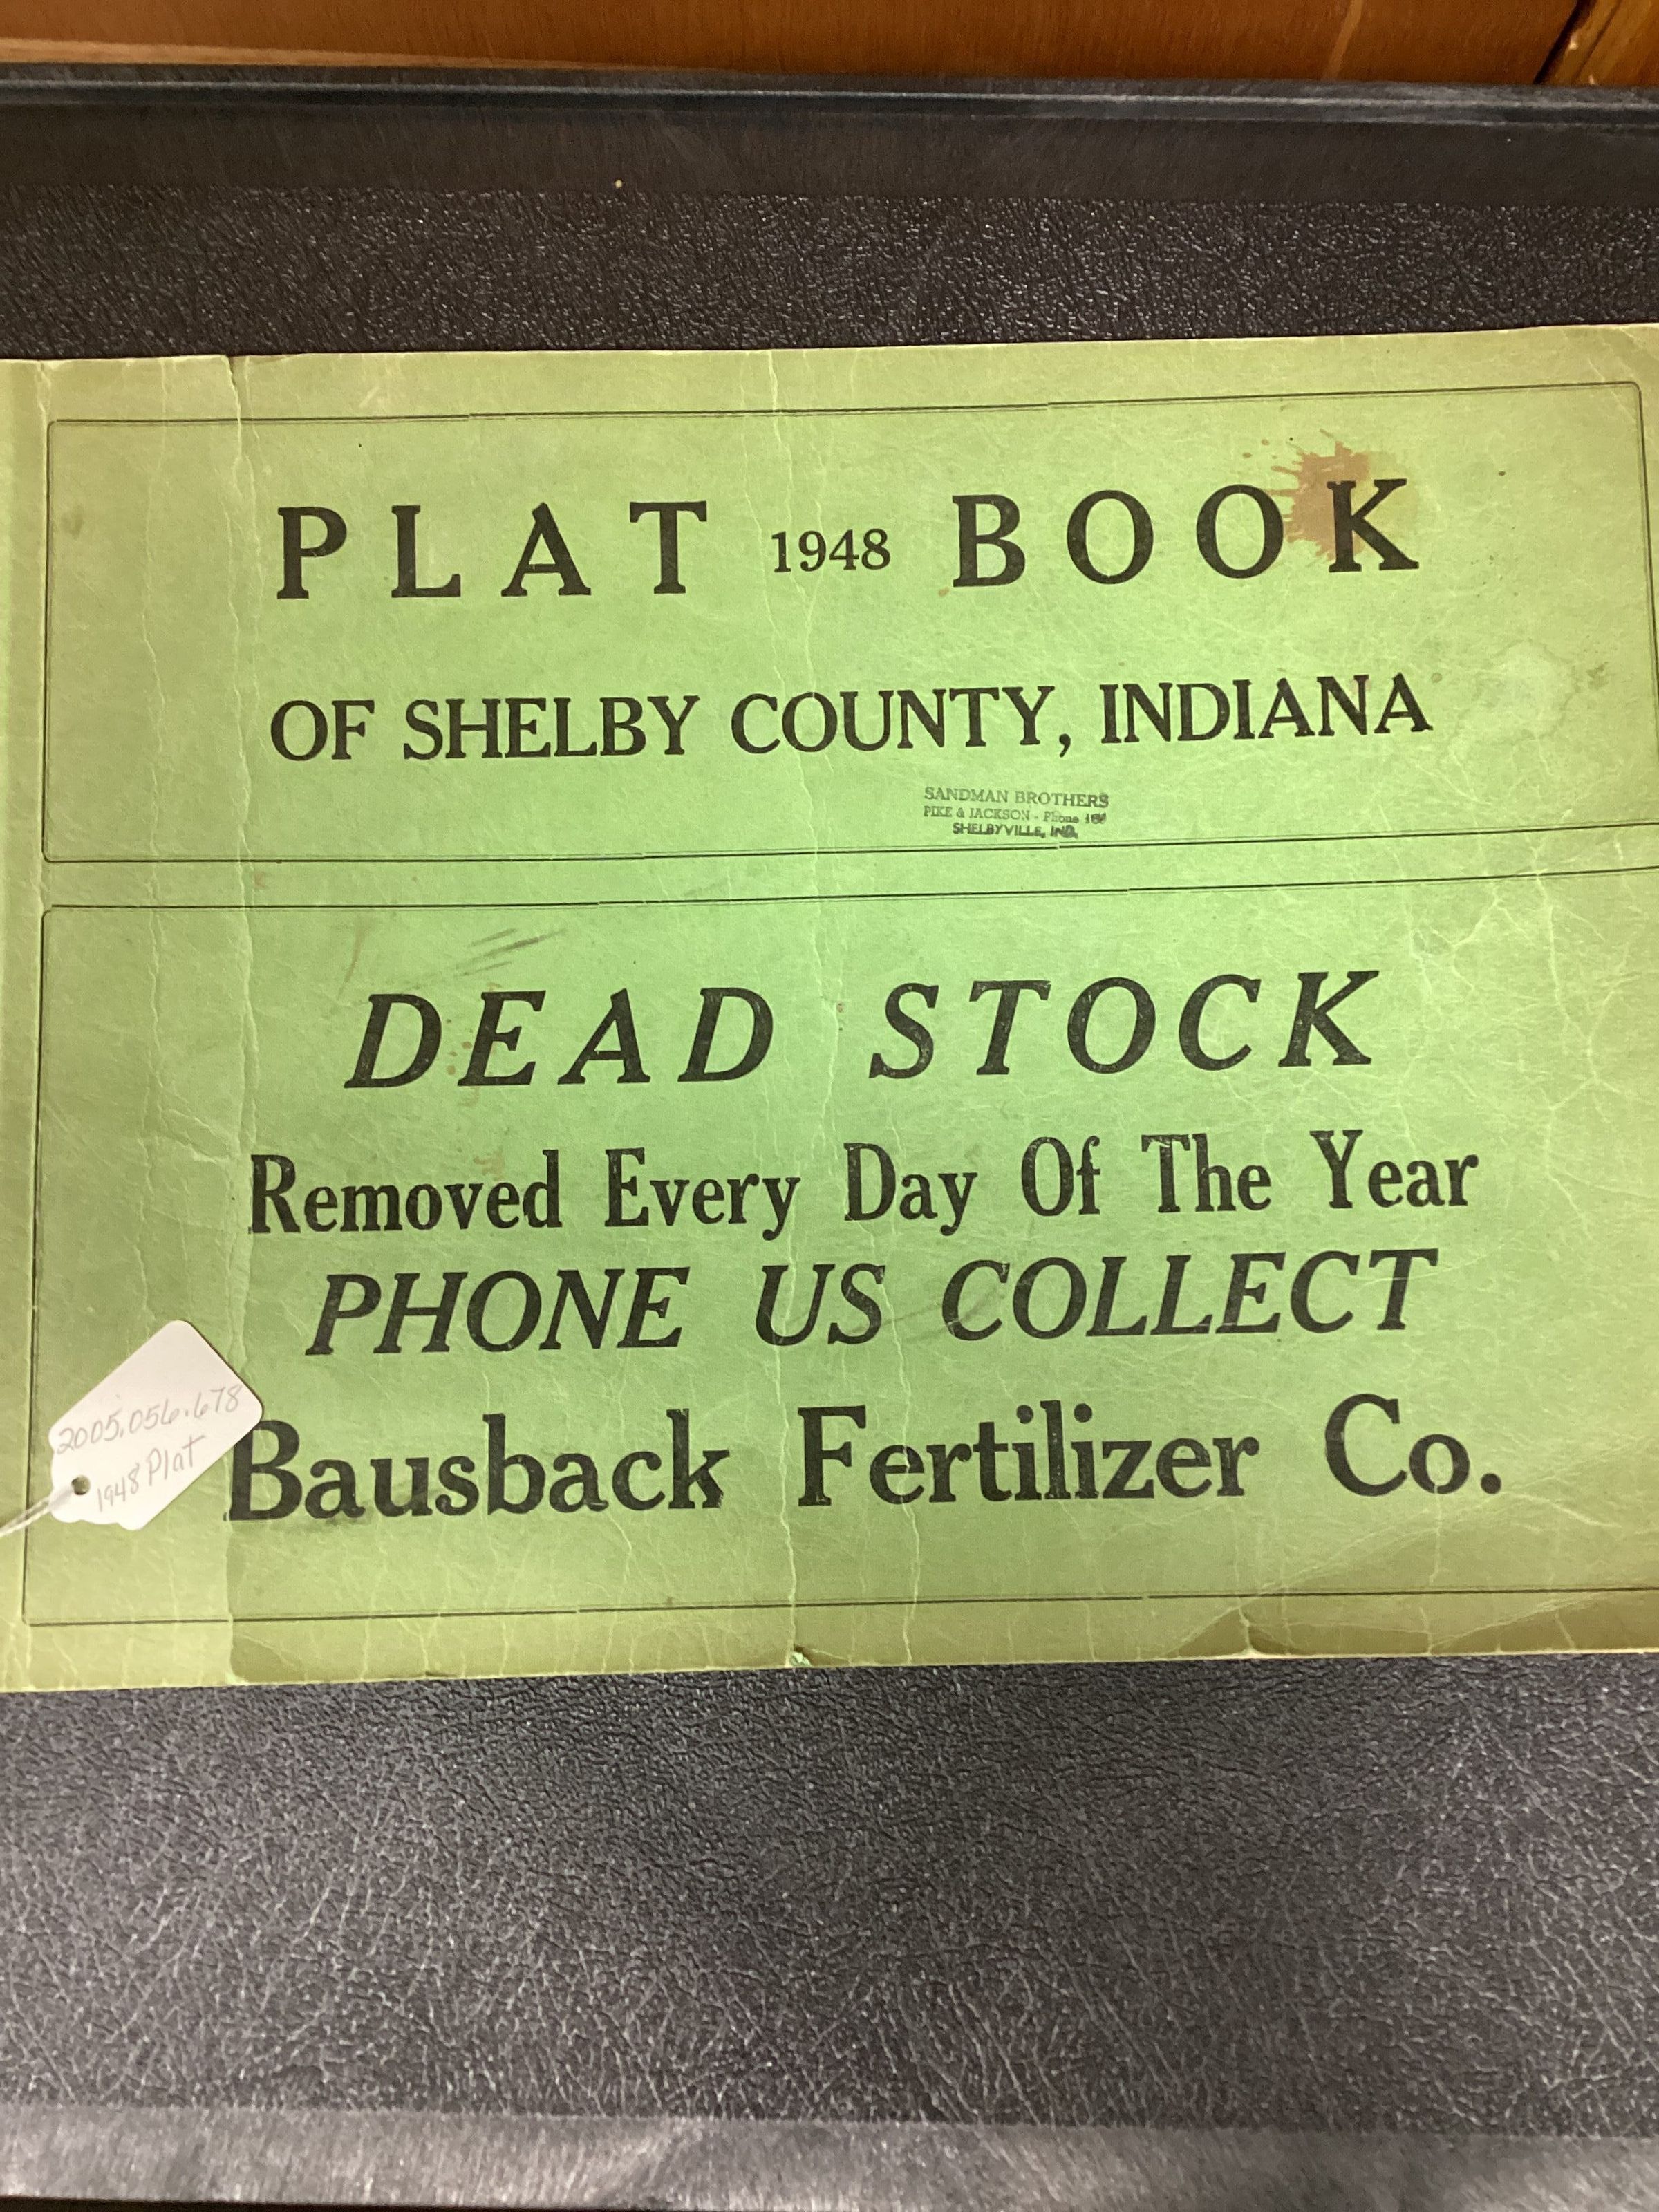 PLAT 1948 BOOK
OF SHELBY COUNTY, INDIANA
SANDMAN BROTHERS
PIKE & JACKSON - Phone
SHELBYVILLE, IND.
DEAD STOCK
Removed Every Day Of The Year
PHONE US COLLECT
Bausback Fertilizer Co.
2005.056.678
1948 Plat